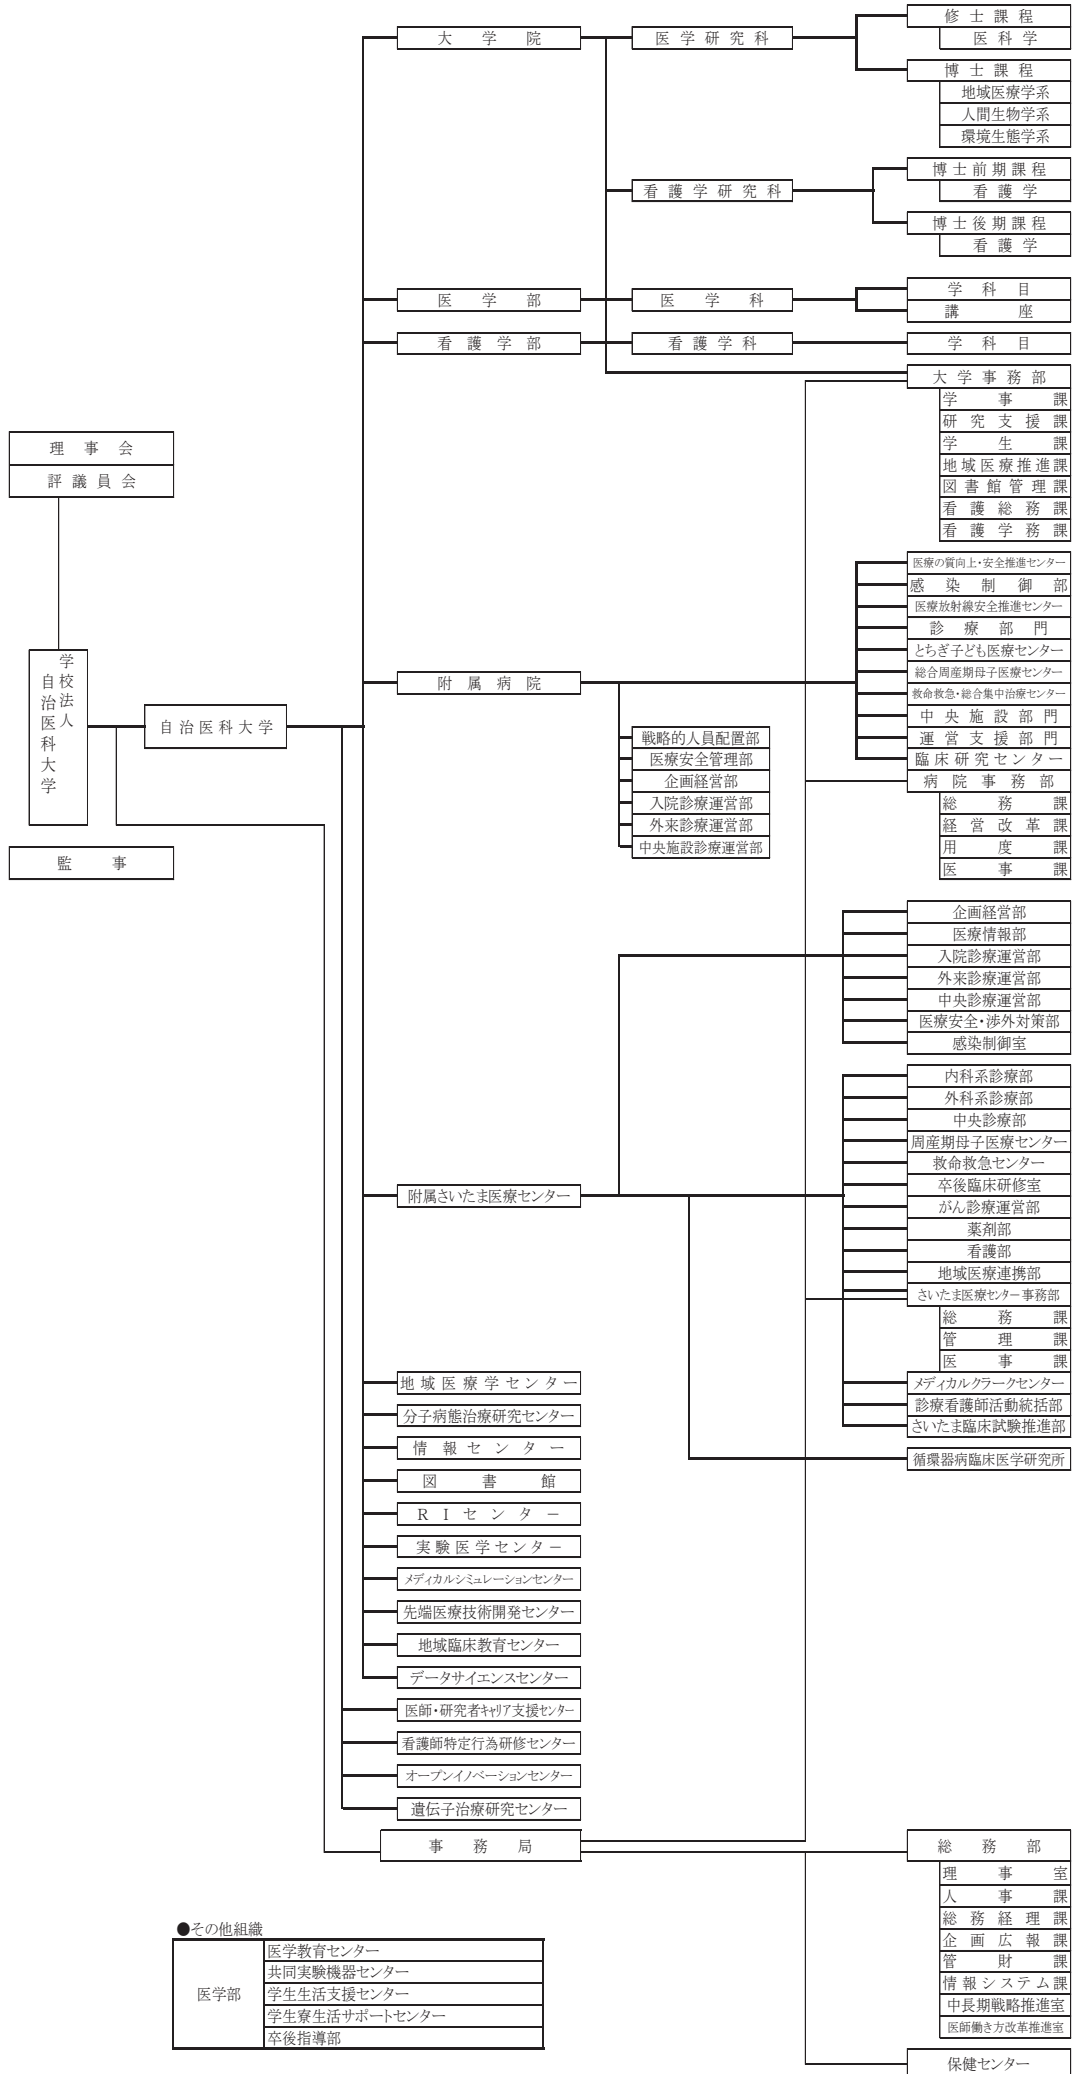 理事会
評議員会
学校法人
自治医科大学
監事
自治医科大学
大学院
医学研究科
修士課程
医科学
博士課程
地域医療学系
人間生物学系
環境生態学系
看護学研究科
博士前期課程
看護学
博士後期課程
看護学
医学部
医学科
学科目
講座
看護学部
看護学科
学科目
大学事務部
学事課
研究支援課
学生課
地域医療推進課
図書館管理課
看護総務課
看護学務課
附属病院
戦略的人員配置部
医療安全管理部
企画経営部
入院診療運営部
外来診療運営部
中央施設診療運営部
医療の質向上・安全推進センター
感染制御部
医療放射線安全推進センター
診療部門
とちぎ子ども医療センター
総合周産期母子医療センター
救命救急・総合集中治療センター
中央施設部門
運営支援部門
臨床研究センター
病院事務部
総務課
経営改革課
用度課
医事課
附属さいたま医療センター
企画経営部
医療情報部
入院診療運営部
外来診療運営部
中央診療運営部
医療安全・渉外対策部
感染制御室
内科系診療部
外科系診療部
中央診療部
周産期母子医療センター
救命救急センター
卒後臨床研修室
がん診療運営部
薬剤部
看護部
地域医療連携部
さいたま医療センター事務部
総務課
管理課
医事課
メディカルクラークセンター
診療看護師活動統括部
さいたま臨床試験推進部
循環器病臨床医学研究所
地域医療学センター
分子病態治療研究センター
情報センター
図書館
RIセンター
実験医学センター
メディカルシミュレーションセンター
先端医療技術開発センター
地域臨床教育センター
データサイエンスセンター
医師・研究者キャリア支援センター
看護師特定行為研修センター
オープンイノベーションセンター
遺伝子治療研究センター
事務局
総務部
理事室
人事課
総務経理課
企画広報課
管財課
情報システム課
中長期戦略推進室
医師働き方改革推進室
保健センター
●その他組織
医学部
医学教育センター
共同実験機器センター
学生生活支援センター
学生寮生活サポートセンター
卒後指導部